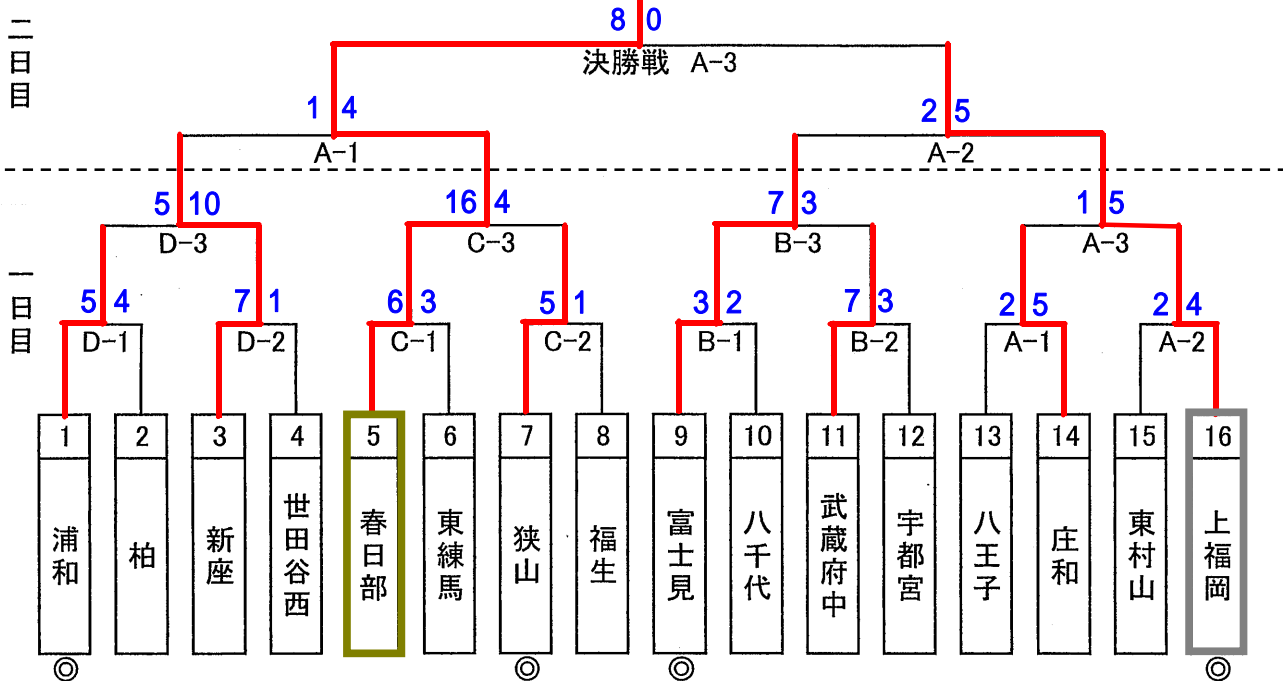 二日目
8 0
決勝戦 A-3
1 4
2 5
A-1
A-2
5 10
16 4
7 3
1 5
D-3
C-3
B-3
A-3
一日目
5 4
7 1
6 3
5 1
3 2
7 3
2 5
2 4
D-1
D-2
C-1
C-2
B-1
B-2
A-1
A-2
1 2 3 4 5 6 7 8 9 10 11 12 13 14 15 16
浦和
柏
新座
世田谷西
春日部
東練馬
狭山
福生
富士見
八千代
武蔵府中
宇都宮
八王子
庄和
東村山
上福岡
◎ ◎ ◎ ◎